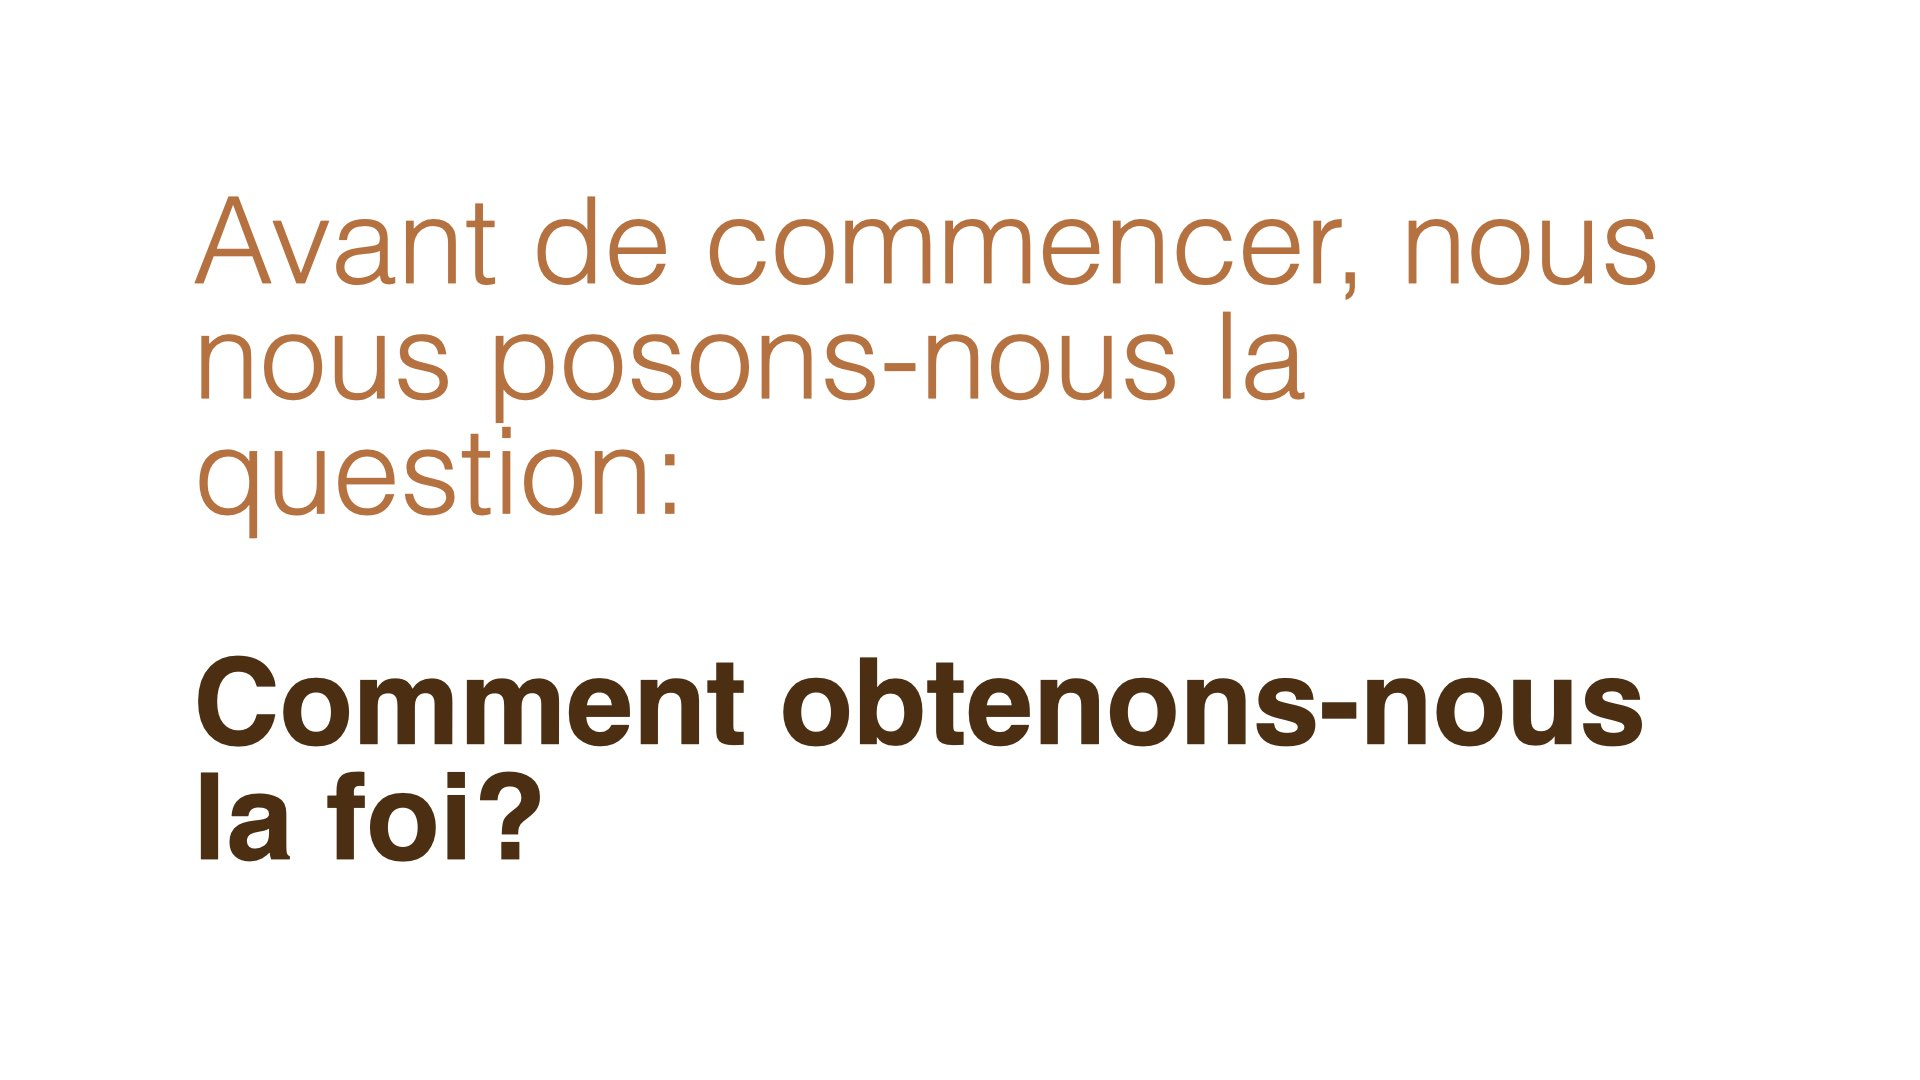 Avant de commencer, nous
nous posons-nous la
question:
Comment obtenons-nous
la foi?